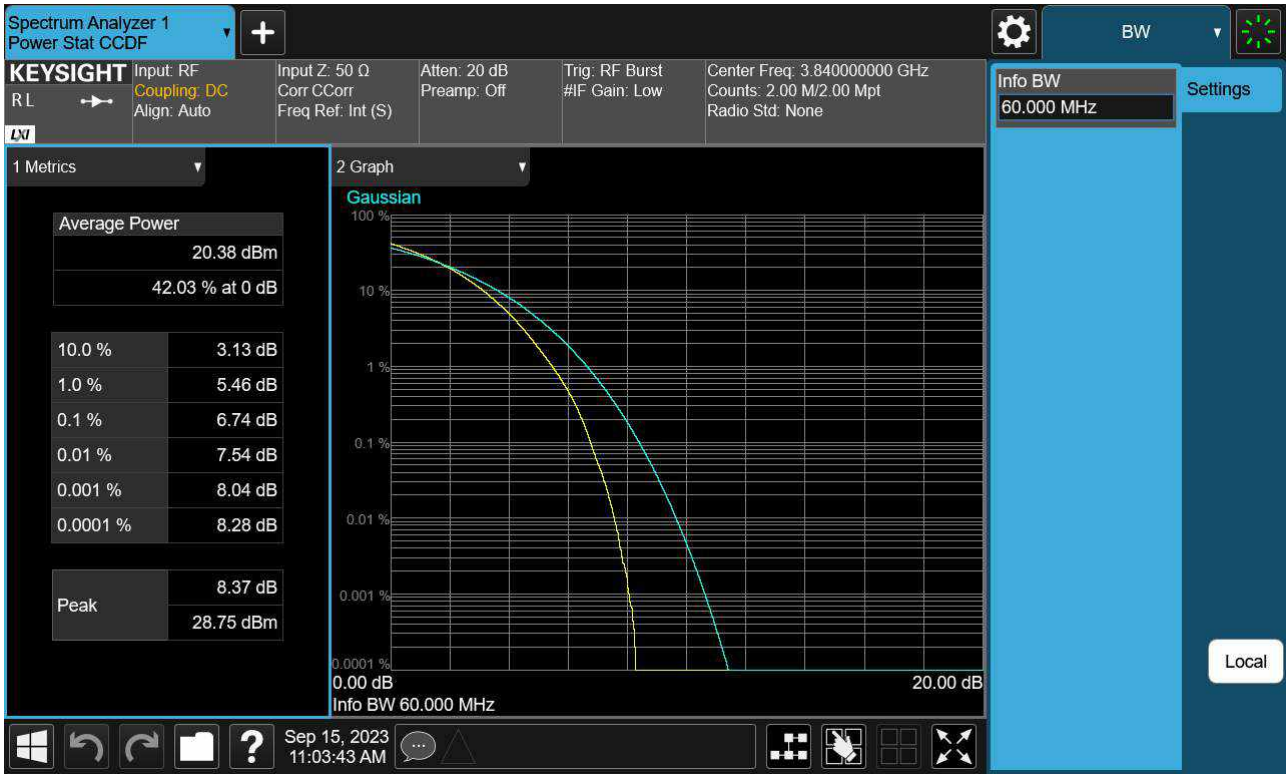 Spectrum Analyzer 1
Power Stat CCDF
BW
KEYSIGHT
RL
LXI
Input: RF
Coupling: DC
Align: Auto
Input Z: 50 Ω
Corr CCorr
Freq Ref: Int (S)
Atten: 20 dB
Preamp: Off
Trig: RF Burst
#IF Gain: Low
Center Freq: 3.840000000 GHz
Counts: 2.00 M/2.00 Mpt
Radio Std: None
Info BW
60.000 MHz
Settings
1 Metrics
Average Power
20.38 dBm
42.03 % at 0 dB
10.0 % 3.13 dB
1.0 % 5.46 dB
0.1 % 6.74 dB
0.01 % 7.54 dB
0.001 % 8.04 dB
0.0001 % 8.28 dB
Peak
8.37 dB
28.75 dBm
2 Graph
Gaussian
100 %
10 %
1 %
0.1 %
0.01 %
0.001 %
0.0001 %
0.00 dB 20.00 dB
Info BW 60.000 MHz
Local
?
Sep 15, 2023
11:03:43 AM